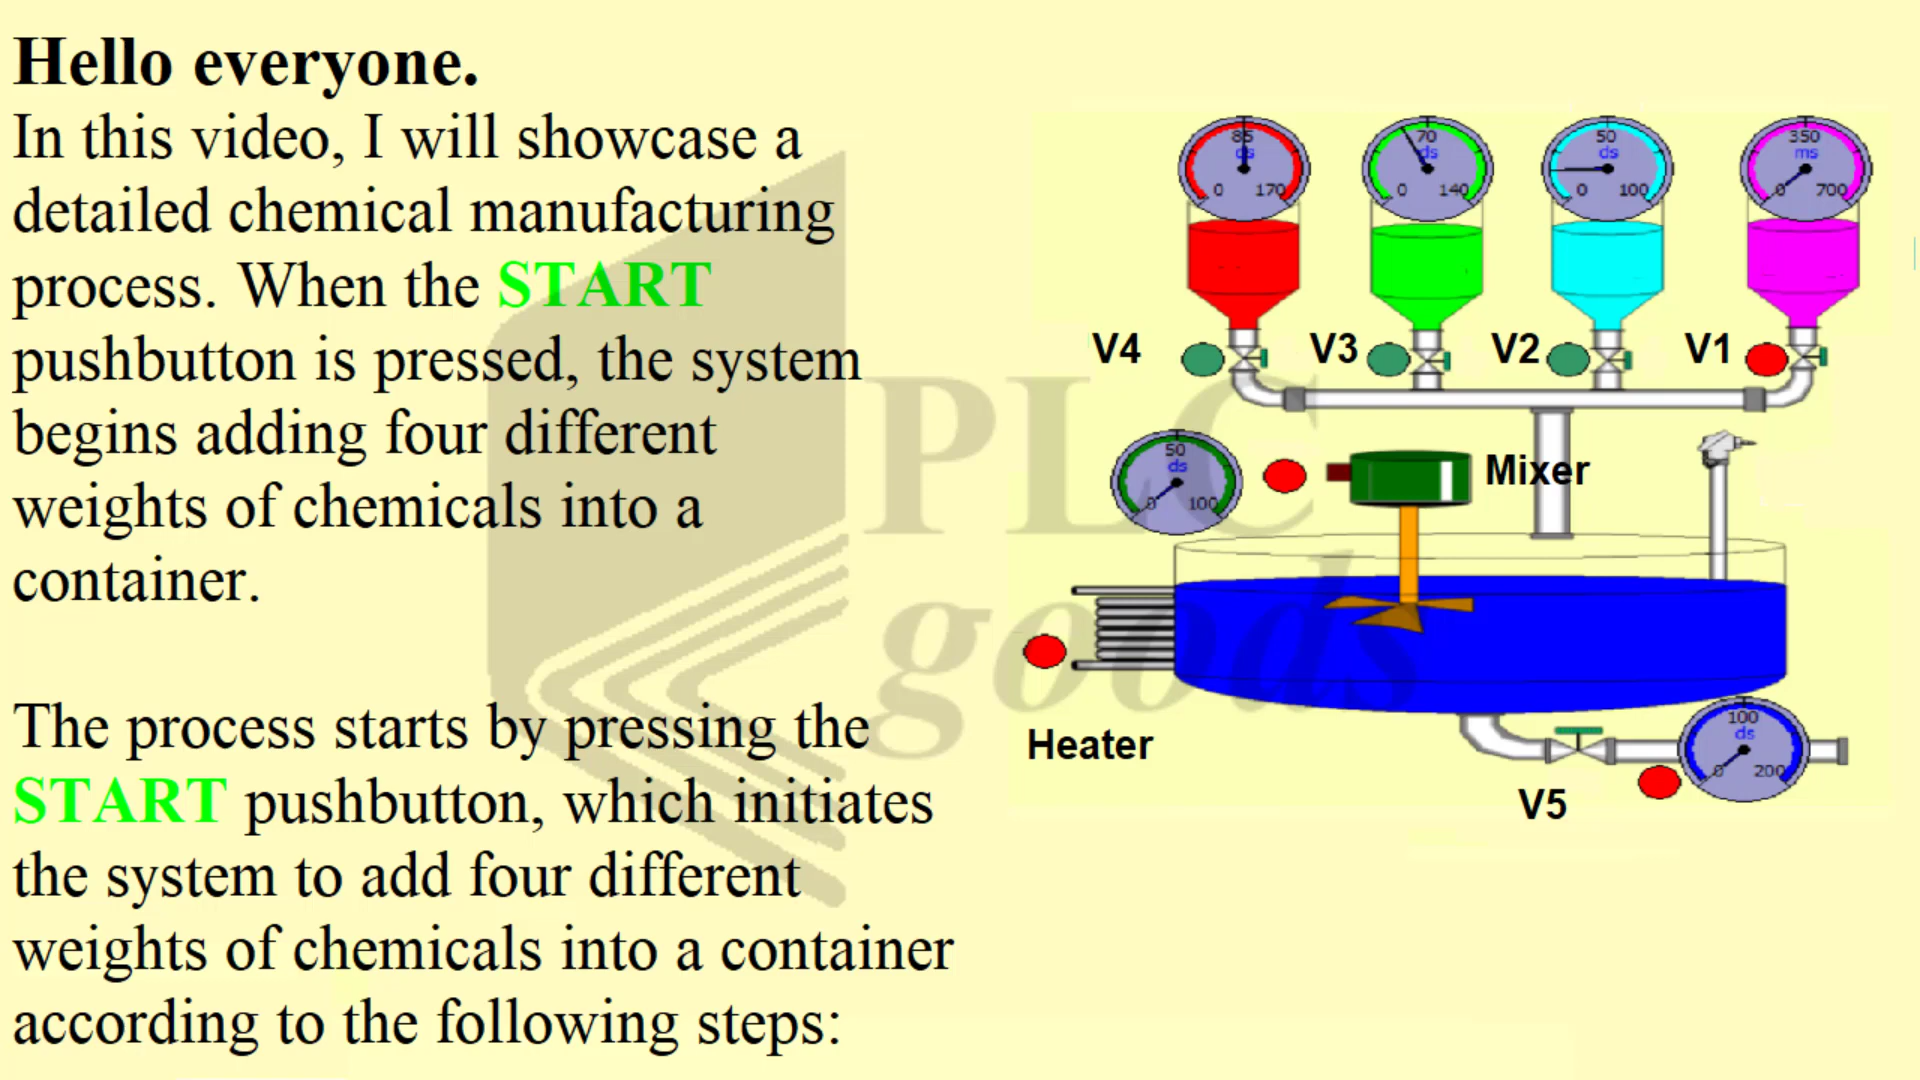 Hello everyone.
In this video, I will showcase a
detailed chemical manufacturing
process. When the START
pushbutton is pressed, the system
begins adding four different
weights of chemicals into a
container.
The process starts by pressing the
START pushbutton, which initiates
the system to add four different
weights of chemicals into a container
according to the following steps:
PLC
goods
85
ds
0 170
70
ds
0 140
50
ds
0 100
350
ms
0 700
V4
V3
V2
V1
50
ds
0 100
Mixer
Heater
100
ds
0 200
V5